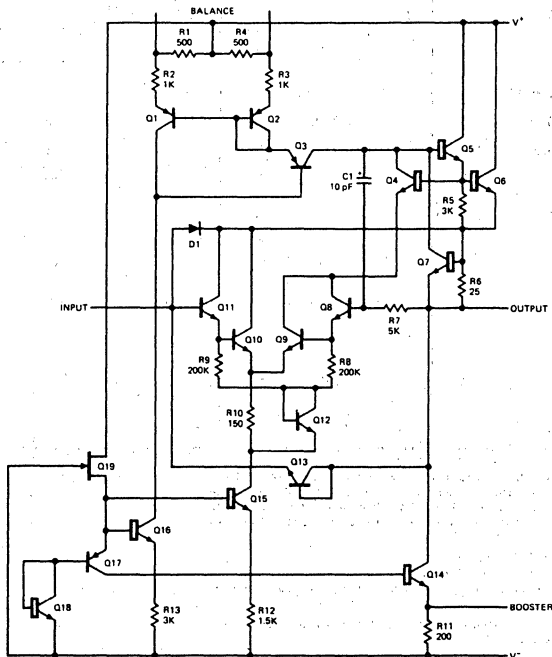 BALANCE
V+
R1
500
R4
500
R2
1K
R3
1K
Q1
Q2
Q3
Q5
C1
10 pF
+
Q4
Q6
R5
3K
D1
Q7
R6
25
INPUT
Q11
Q8
OUTPUT
R7
5K
Q10
Q9
R9
200K
R8
200K
R10
150
Q12
Q13
Q19
Q15
Q16
Q17
Q14
Q18
BOOSTER
R13
3K
R12
1.5K
R11
200
V-